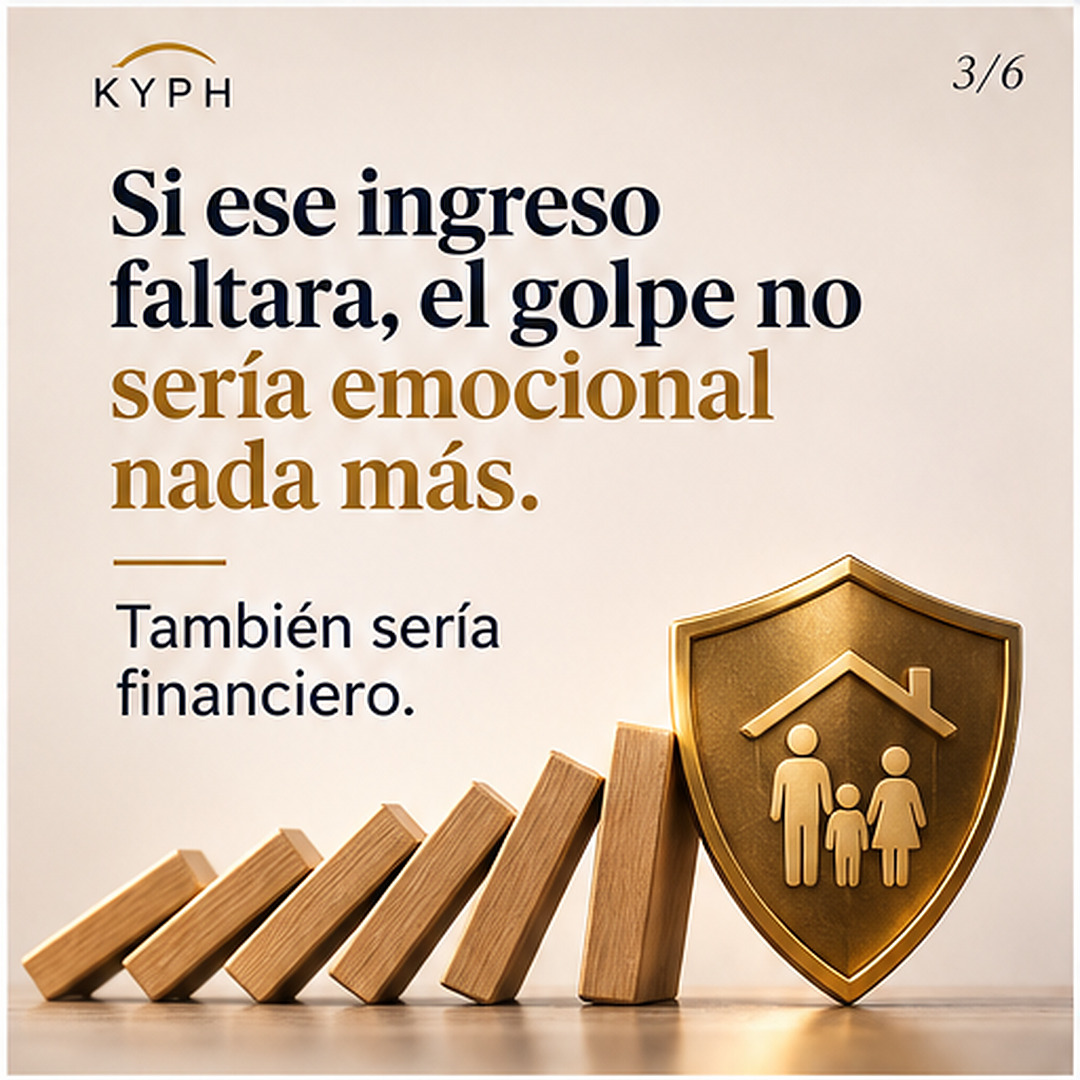 KYPH
3/6
Si ese ingreso
faltara, el golpe no
sería emocional
nada más.
También sería
financiero.